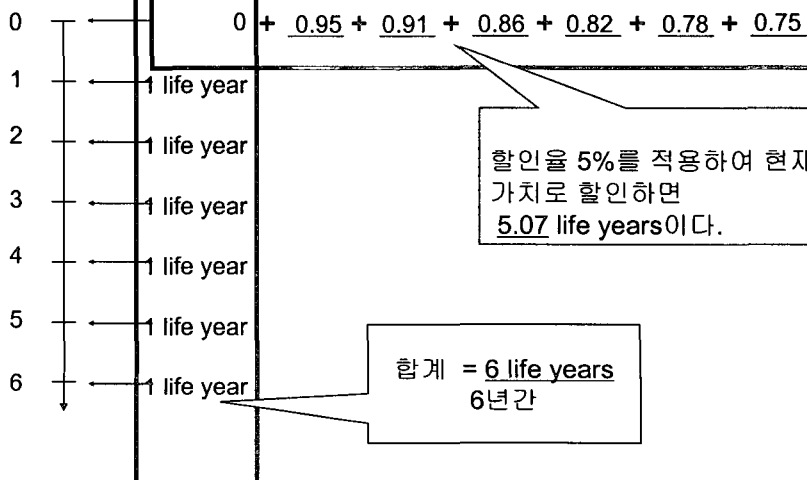 0 0 + 0.95 + 0.91 + 0.86 + 0.82 + 0.78 + 0.75
1 1 life year
2 1 life year
할인율 5%를 적용하여 현재
가치로 할인하면
5.07 life years이다.
3 1 life year
4 1 life year
5 1 life year
6 1 life year
합계 = 6 life years
6년간